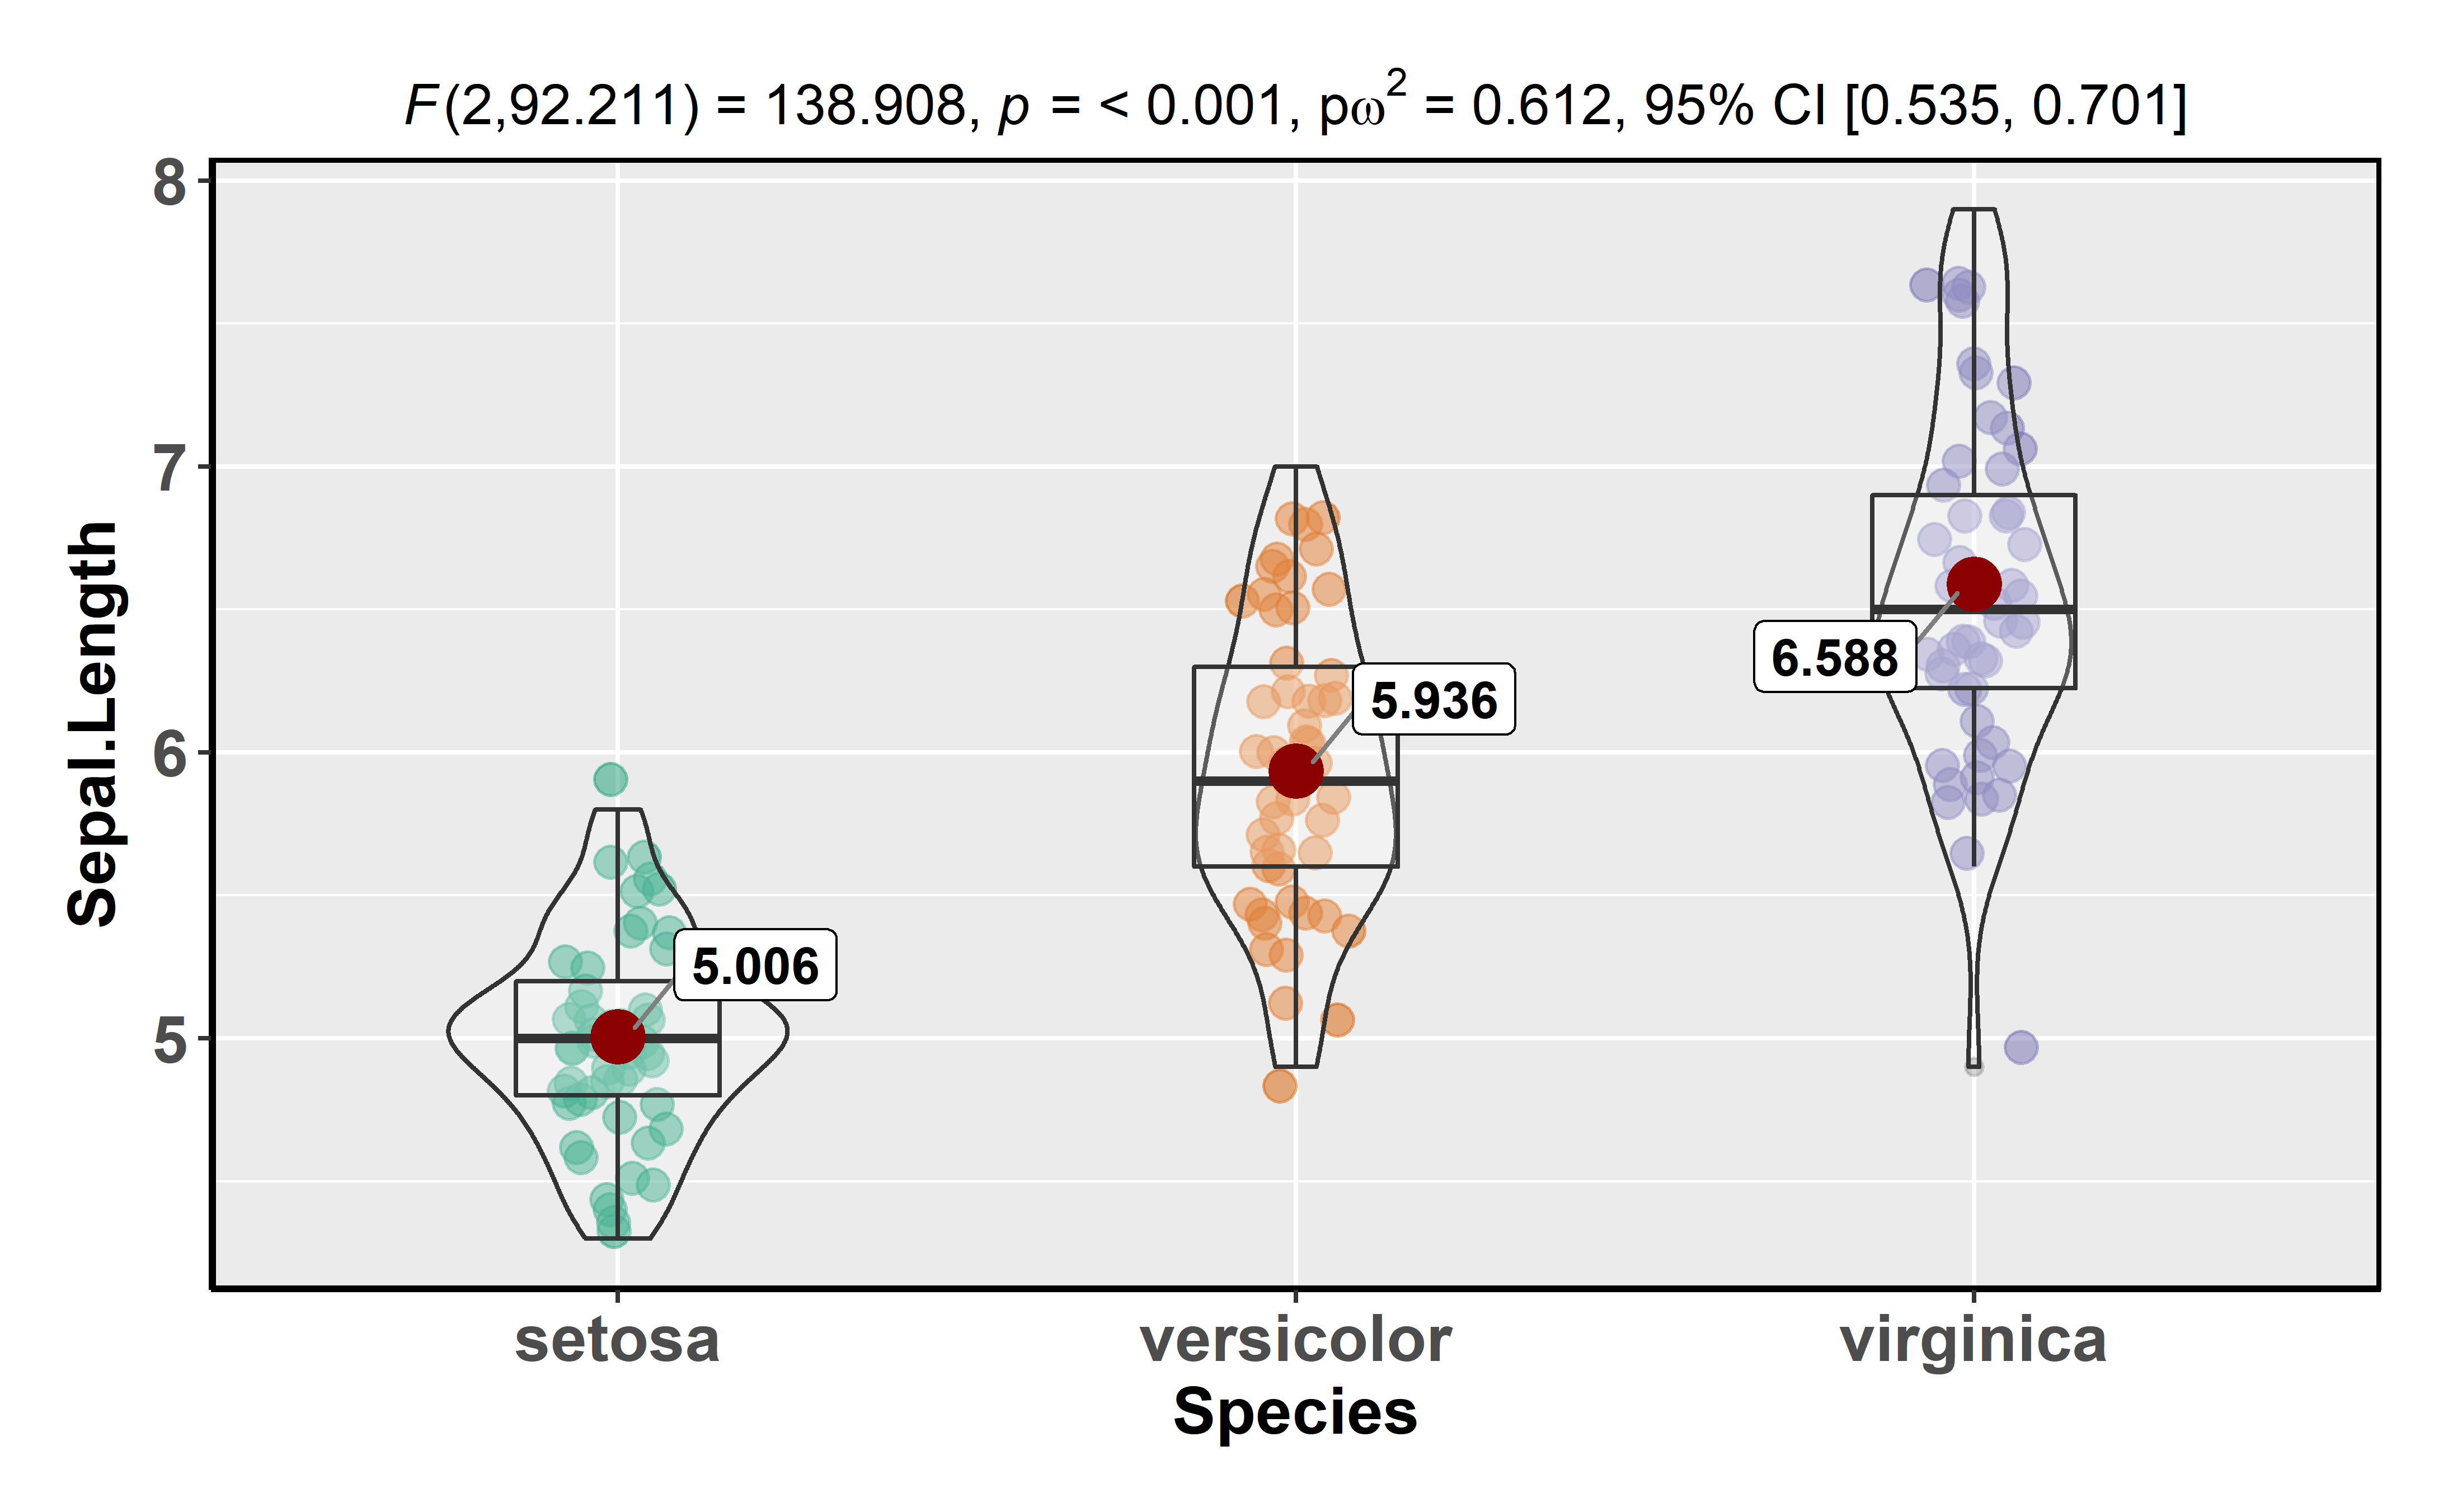 F(2,92.211) = 138.908, p = < 0.001, pω² = 0.612, 95% CI [0.535, 0.701]
8
7
6
5
Sepal.Length
5.006
5.936
6.588
setosa
versicolor
virginica
Species